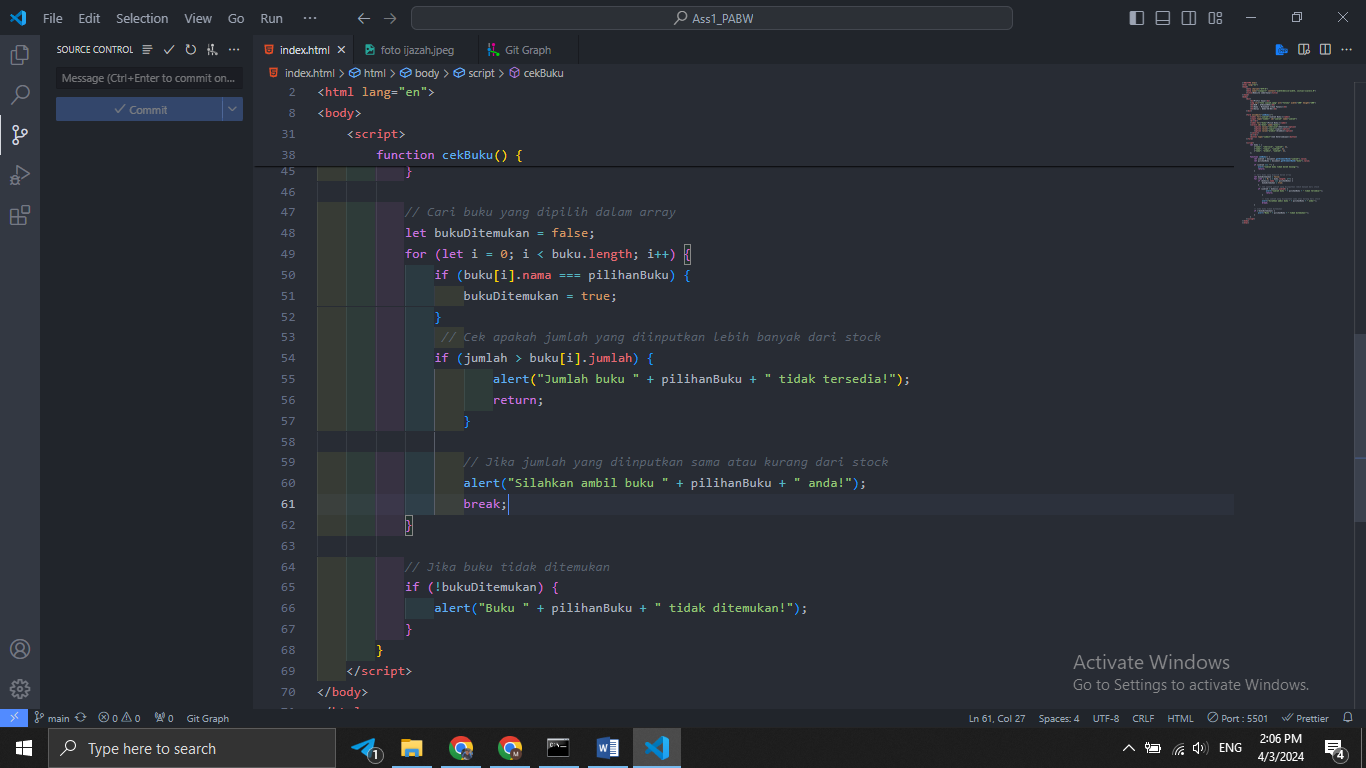 File Edit Selection View Go Run ··· Ass1_PABW
SOURCE CONTROL
Message (Ctrl+Enter to commit on...
Commit
index.html foto ijazah.jpeg Git Graph
index.html > html > body > script > cekBuku
2 <html lang="en">
8 <body>
31 <script>
38 function cekBuku() {
45 }
46
47 // Cari buku yang dipilih dalam array
48 let bukuDitemukan = false;
49 for (let i = 0; i < buku.length; i++) {
50 if (buku[i].nama === pilihanBuku) {
51 bukuDitemukan = true;
52 }
53 // Cek apakah jumlah yang diinputkan lebih banyak dari stock
54 if (jumlah > buku[i].jumlah) {
55 alert("Jumlah buku " + pilihanBuku + " tidak tersedia!");
56 return;
57 }
58
59 // Jika jumlah yang diinputkan sama atau kurang dari stock
60 alert("Silahkan ambil buku " + pilihanBuku + " anda!");
61 break;
62 }
63
64 // Jika buku tidak ditemukan
65 if (!bukuDitemukan) {
66 alert("Buku " + pilihanBuku + " tidak ditemukan!");
67 }
68 }
69 </script>
70 </body>
Activate Windows
Go to Settings to activate Windows.
main 0 0 0 Git Graph Ln 61, Col 27 Spaces: 4 UTF-8 CRLF HTML Port : 5501 Prettier
Type here to search 1 ENG 2:06 PM
4/3/2024 4